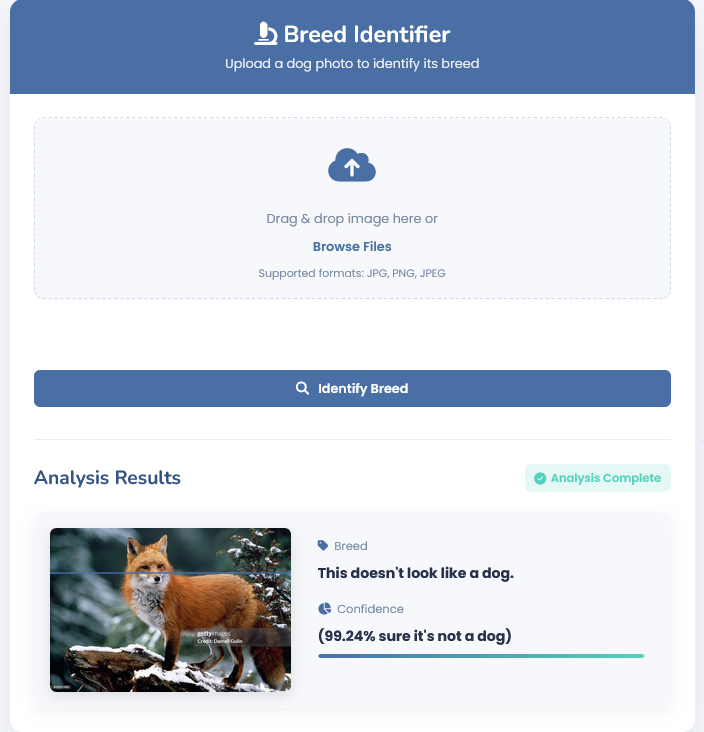 Breed Identifier
Upload a dog photo to identify its breed
Drag & drop image here or
Browse Files
Supported formats: JPG, PNG, JPEG
Identify Breed
Analysis Results
Analysis Complete
gettyimages
Credit: Darrell Gulin
Breed
This doesn't look like a dog.
Confidence
(99.24% sure it's not a dog)